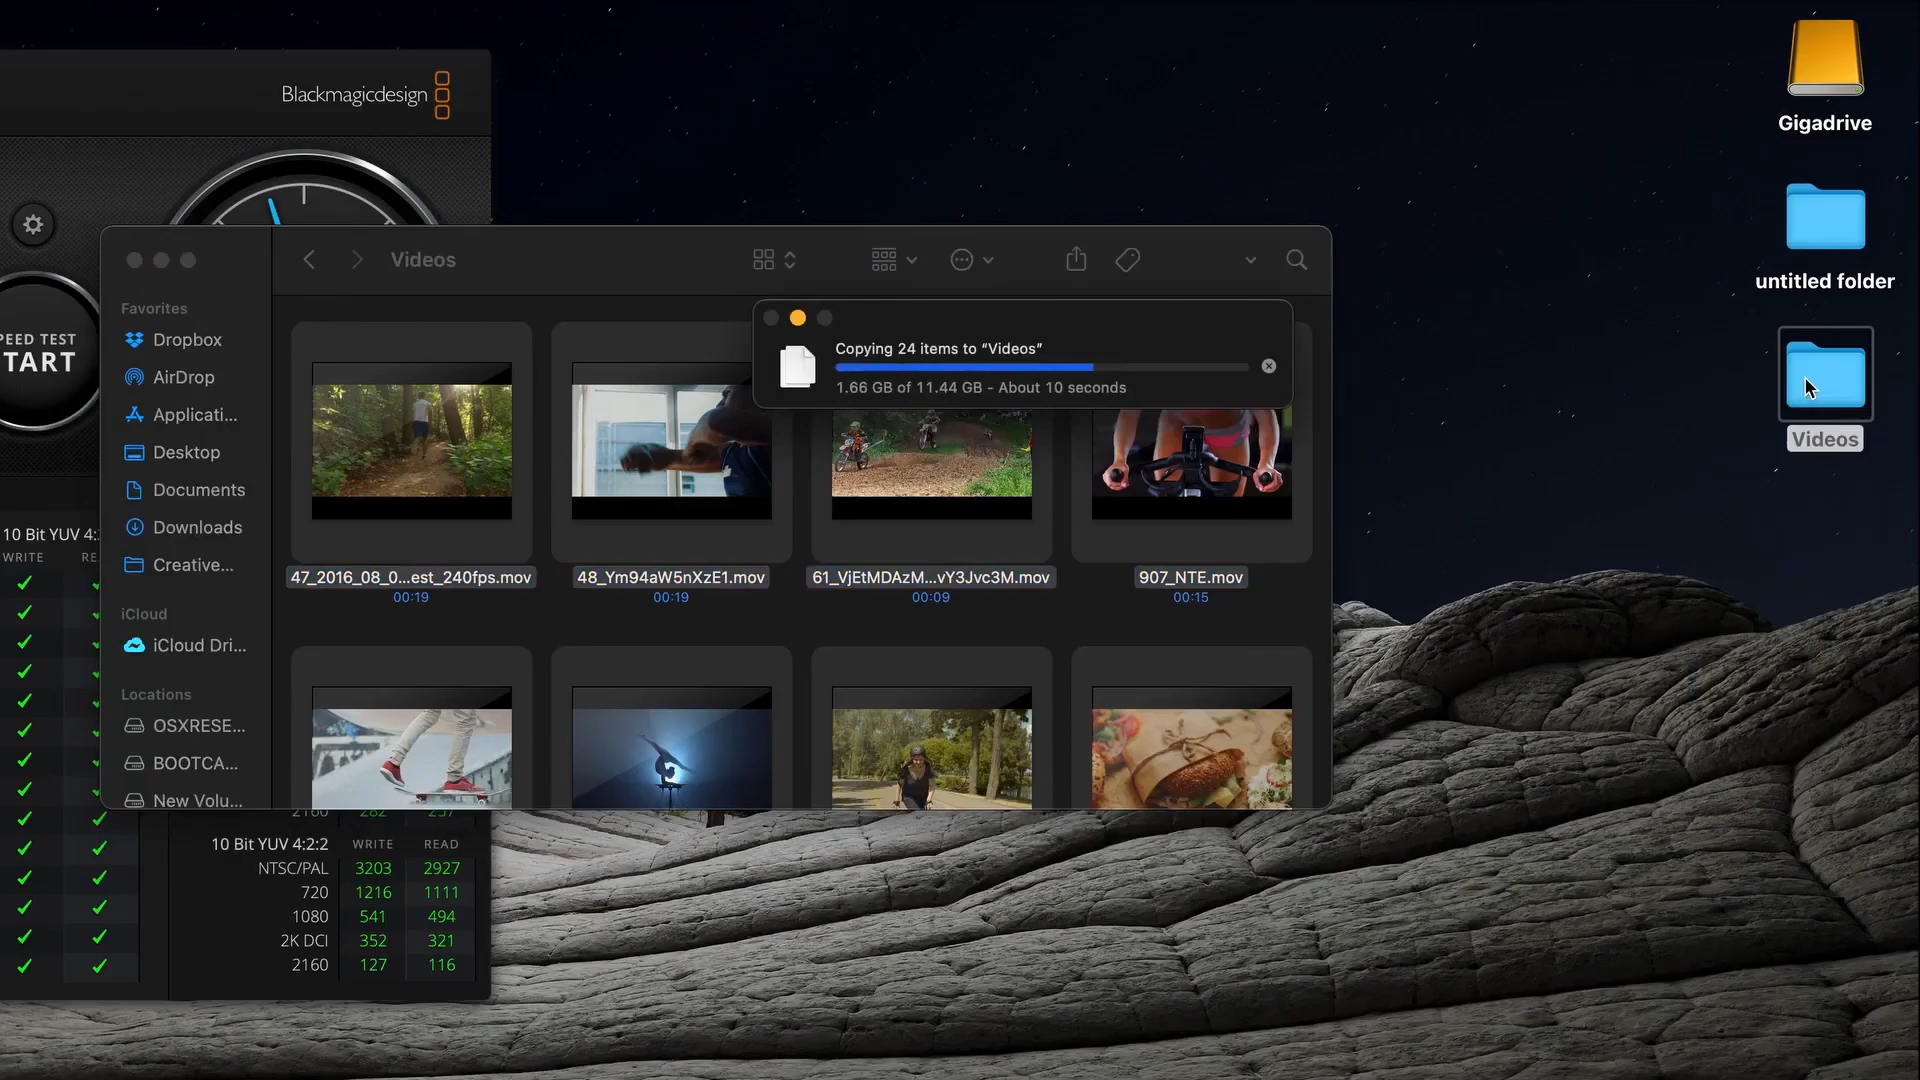 Blackmagicdesign
Gigadrive
untitled folder
Videos
PEED TEST
TART
10 Bit YUV 4:
WRITE
RE
Videos
Favorites
Dropbox
AirDrop
Applicati...
Desktop
Documents
Downloads
Creative...
iCloud
iCloud Dri...
Locations
OSXRESE...
BOOTCA...
New Volu...
Copying 24 items to “Videos”
1.66 GB of 11.44 GB - About 10 seconds
47_2016_08_0...est_240fps.mov
00:19
48_Ym94aW5nXzE1.mov
00:19
61_VjEtMDAzM...vY3Jvc3M.mov
00:09
907_NTE.mov
00:15
2160 282 257
10 Bit YUV 4:2:2 WRITE READ
NTSC/PAL 3203 2927
720 1216 1111
1080 541 494
2K DCI 352 321
2160 127 116